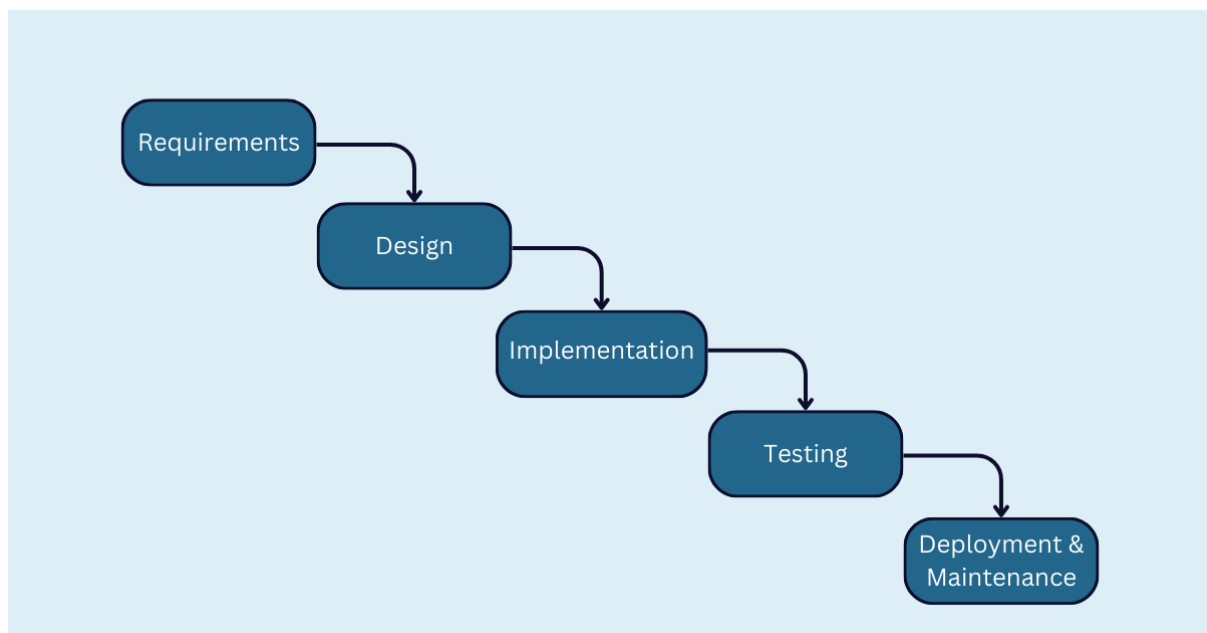 Requirements
Design
Implementation
Testing
Deployment &
Maintenance